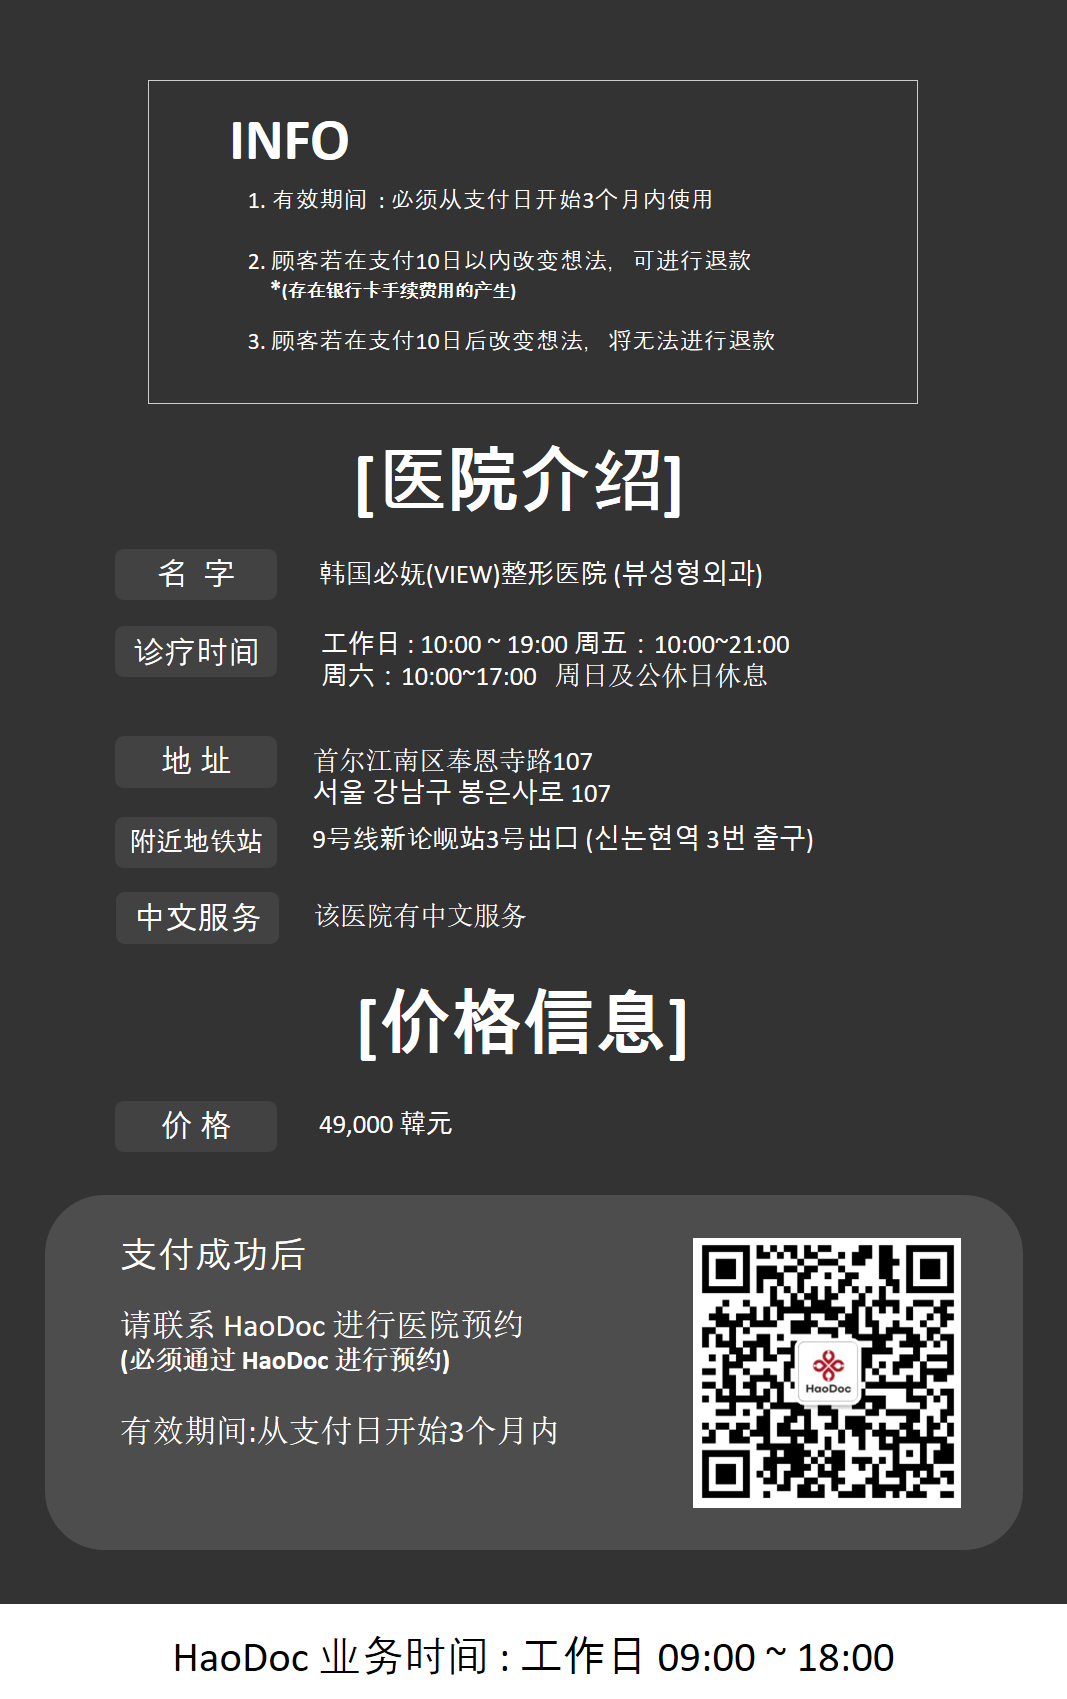 INFO
1. 有效期间 : 必须从支付日开始3个月内使用
2. 顾客若在支付10日以内改变想法, 可进行退款
*(存在银行卡手续费用的产生)
3. 顾客若在支付10日后改变想法, 将无法进行退款
[医院介绍]
名 字
韩国必妩(VIEW)整形医院 (뷰성형외과)
诊疗时间
工作日 : 10:00 ~ 19:00 周五：10:00~21:00
周六：10:00~17:00 周日及公休日休息
地 址
首尔江南区奉恩寺路107
서울 강남구 봉은사로 107
附近地铁站
9号线新论岘站3号出口 (신논현역 3번 출구)
中文服务
该医院有中文服务
[价格信息]
价 格
49,000 韓元
支付成功后
请联系 HaoDoc 进行医院预约
(必须通过 HaoDoc 进行预约)
有效期间:从支付日开始3个月内
HaoDoc
HaoDoc 业务时间 : 工作日 09:00 ~ 18:00